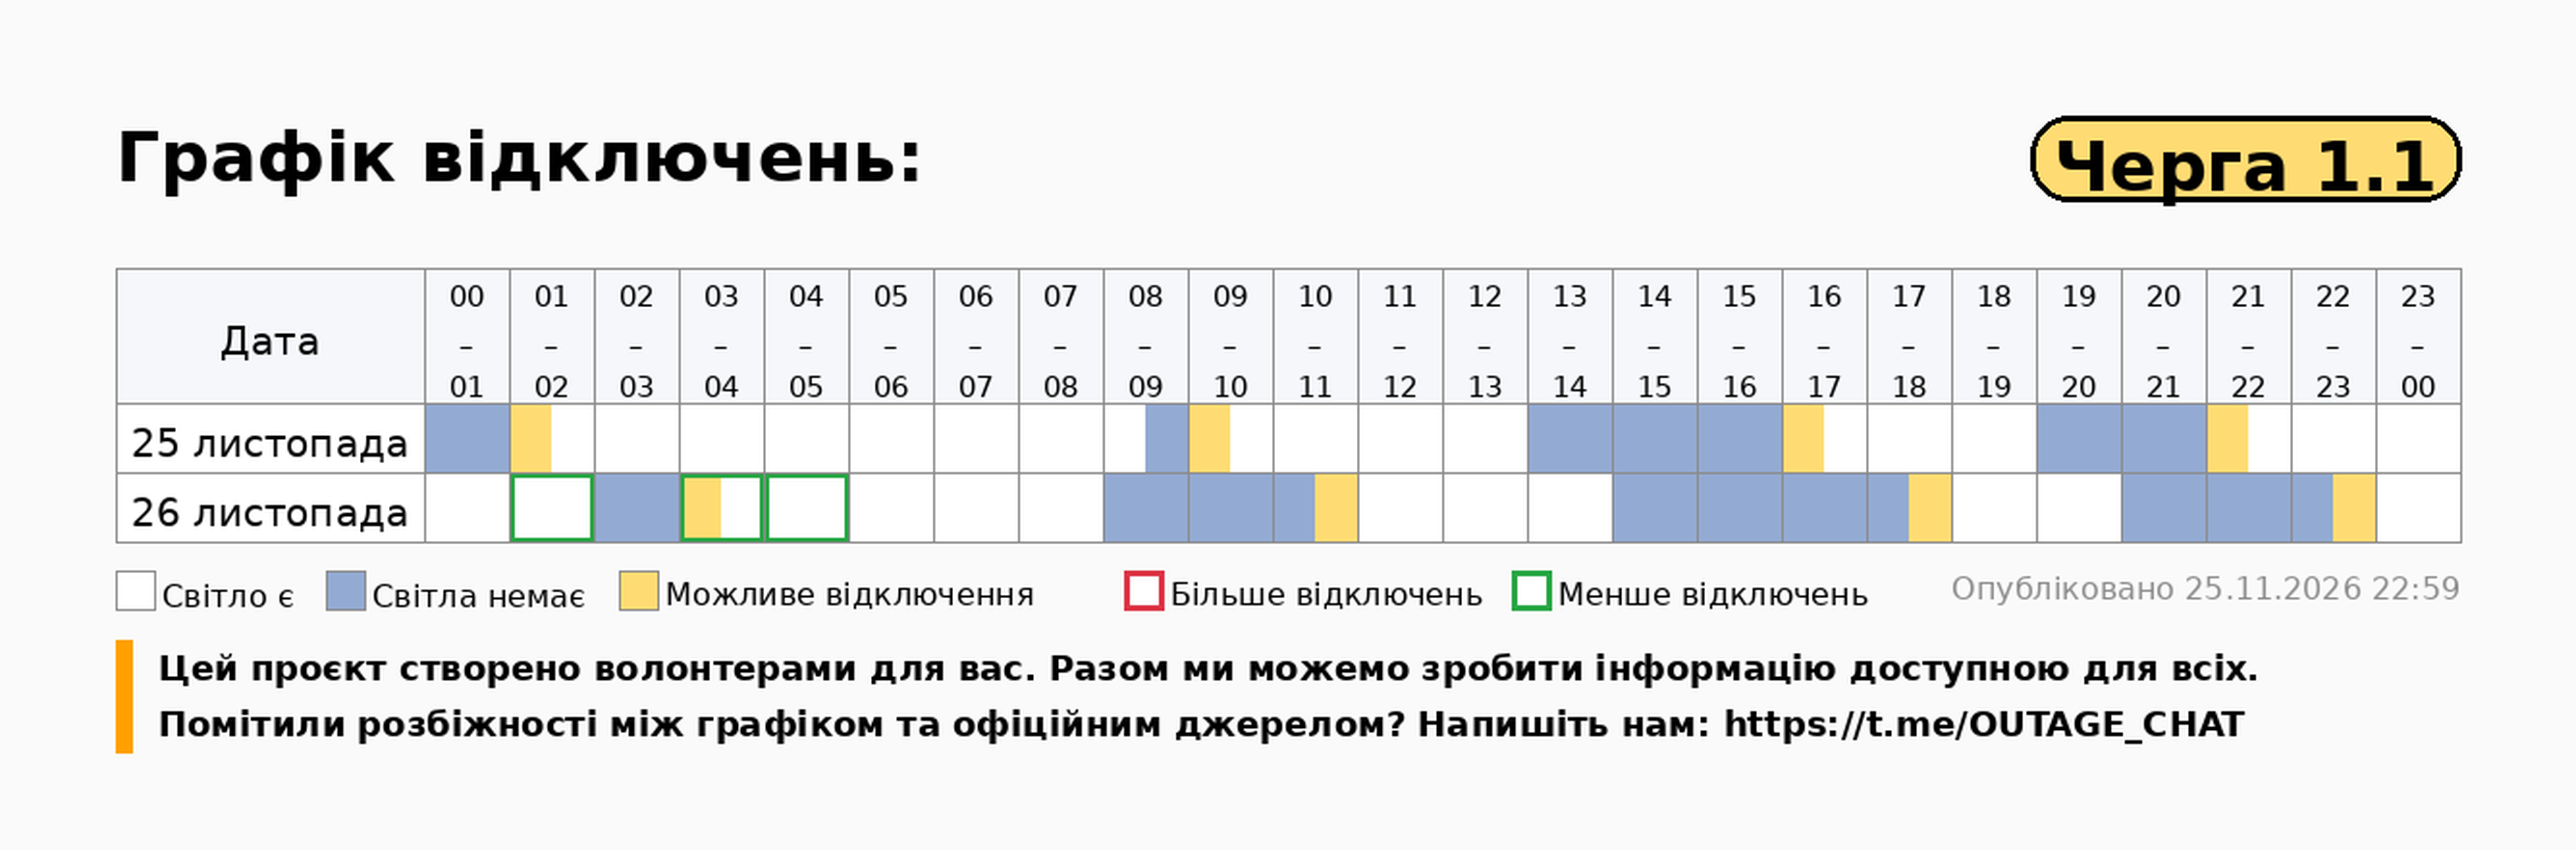 Графік відключень:
Черга 1.1
Дата 00 – 01 01 – 02 02 – 03 03 – 04 04 – 05 05 – 06 06 – 07 07 – 08 08 – 09 09 – 10 10 – 11 11 – 12 12 – 13 13 – 14 14 – 15 15 – 16 16 – 17 17 – 18 18 – 19 19 – 20 20 – 21 21 – 22 22 – 23 23 – 00
25 листопада
26 листопада
Світло є Світла немає Можливе відключення Більше відключень Менше відключень Опубліковано 25.11.2026 22:59
Цей проєкт створено волонтерами для вас. Разом ми можемо зробити інформацію доступною для всіх.
Помітили розбіжності між графіком та офіційним джерелом? Напишіть нам: https://t.me/OUTAGE_CHAT